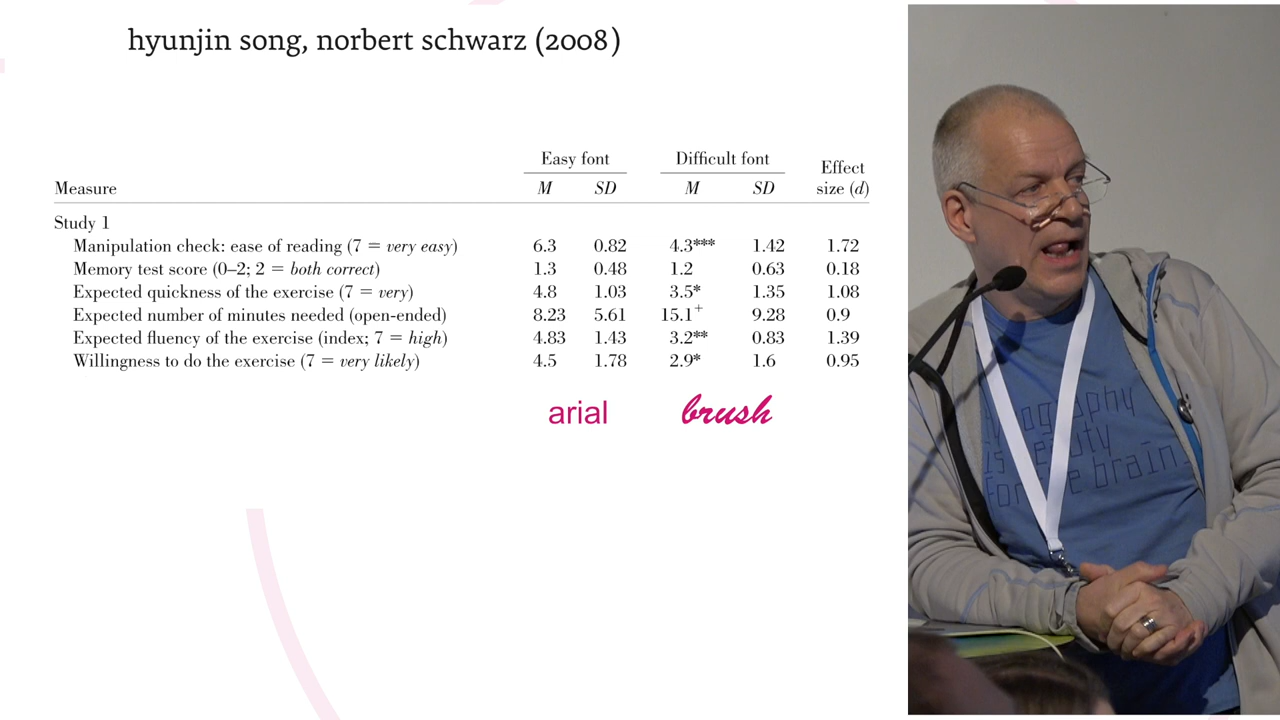 hyunjin song, norbert schwarz (2008)
Easy font Difficult font Effect
Measure M SD M SD size (d)
Study 1
Manipulation check: ease of reading (7 = very easy) 6.3 0.82 4.3*** 1.42 1.72
Memory test score (0–2; 2 = both correct) 1.3 0.48 1.2 0.63 0.18
Expected quickness of the exercise (7 = very) 4.8 1.03 3.5* 1.35 1.08
Expected number of minutes needed (open-ended) 8.23 5.61 15.1+ 9.28 0.9
Expected fluency of the exercise (index; 7 = high) 4.83 1.43 3.2** 0.83 1.39
Willingness to do the exercise (7 = very likely) 4.5 1.78 2.9* 1.6 0.95
arial brush
typography
is beauty
for the brain